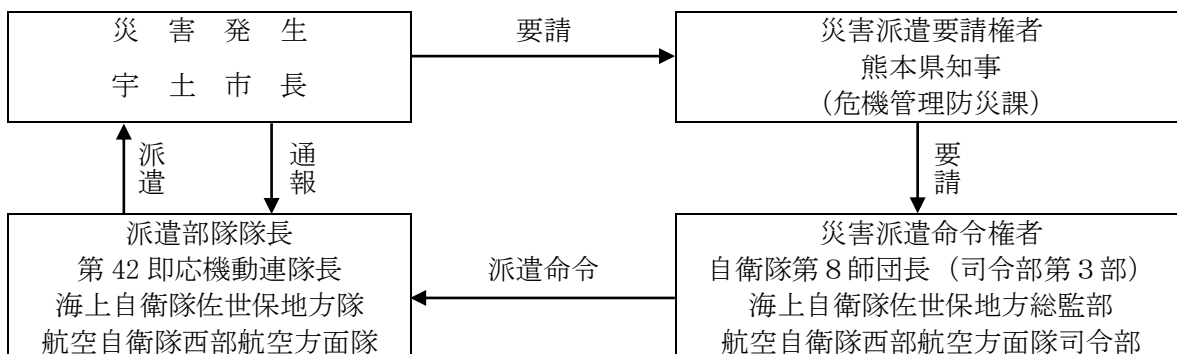 災　害　発　生
宇　土　市　長
要請
災害派遣要請権者
熊本県知事
（危機管理防災課）
派遣
通報
要請
派遣部隊隊長
第 42 即応機動連隊長
海上自衛隊佐世保地方隊
航空自衛隊西部航空方面隊
派遣命令
災害派遣命令権者
自衛隊第８師団長（司令部第３部）
海上自衛隊佐世保地方総監部
航空自衛隊西部航空方面隊司令部